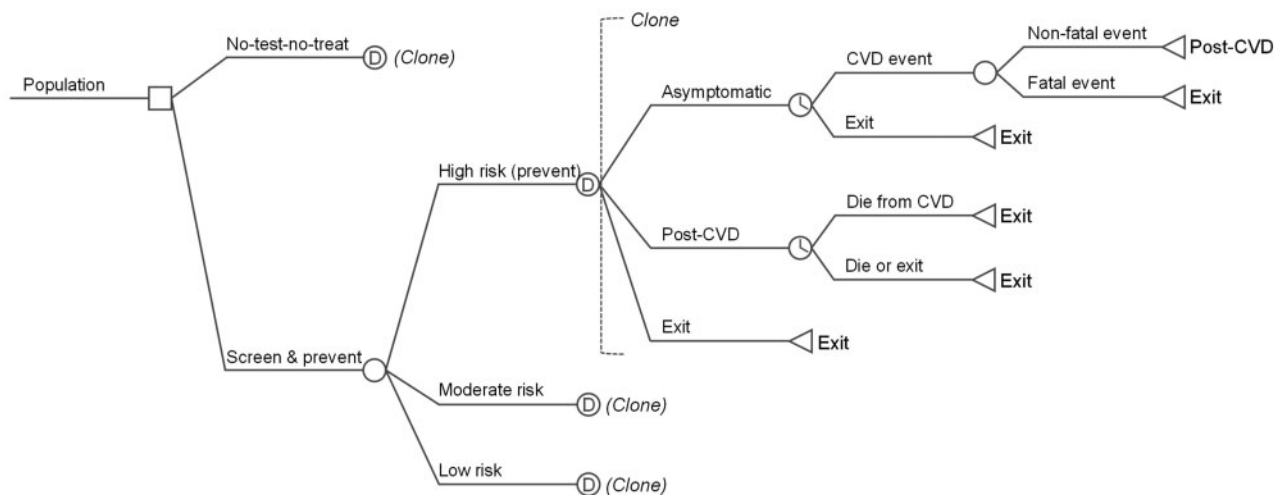 Clone
No-test-no-treat
D (Clone)
Population
Non-fatal event
Post-CVD
CVD event
Fatal event
Exit
Asymptomatic
Exit
Exit
High risk (prevent)
D
Die from CVD
Exit
Post-CVD
Die or exit
Exit
Exit
Exit
Screen & prevent
Moderate risk
D (Clone)
Low risk
D (Clone)